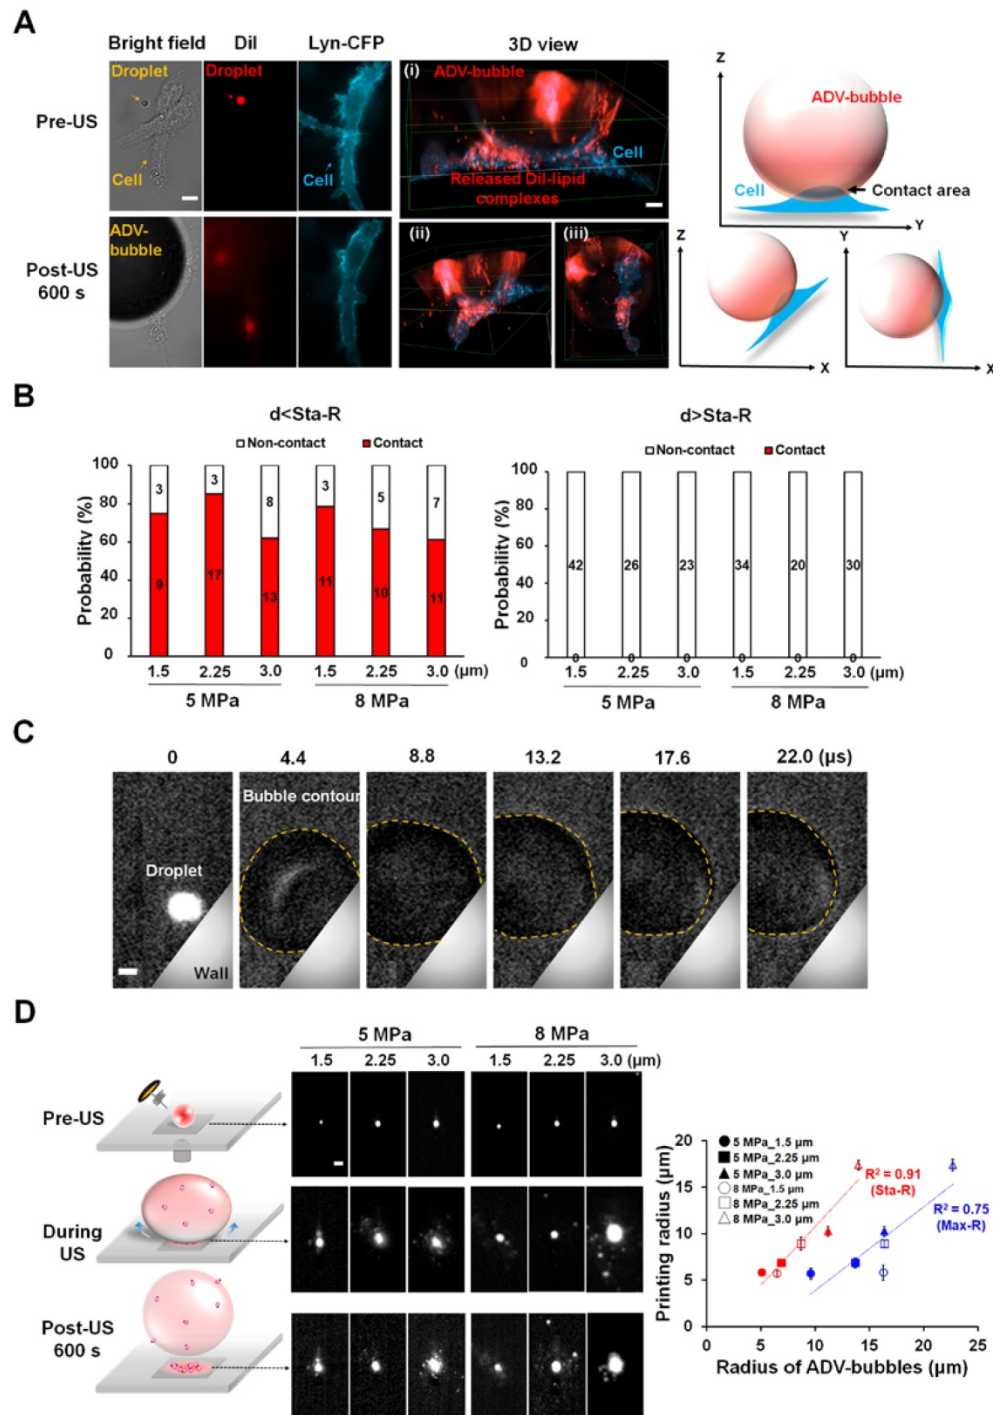 A
Bright field
DiI
Lyn-CFP
3D view
Pre-US
Droplet
Cell
Droplet
Cell
(i)
ADV-bubble
Cell
Released DiI-lipid
complexes
Post-US
600 s
ADV-
bubble
(ii)
(iii)
Z
ADV-bubble
Cell
Contact area
Y
Z
X
Y
X
B
d<Sta-R
Non-contact
Contact
Probability (%)
100
80
60
40
20
0
3
3
8
3
5
7
9
17
13
11
10
11
1.5
2.25
3.0
1.5
2.25
3.0
(µm)
5 MPa
8 MPa
d>Sta-R
Non-contact
Contact
Probability (%)
100
80
60
40
20
0
42
26
23
34
20
30
0
0
0
0
0
0
1.5
2.25
3.0
1.5
2.25
3.0
(µm)
5 MPa
8 MPa
C
0
4.4
8.8
13.2
17.6
22.0 (µs)
Bubble contour
Droplet
Wall
D
5 MPa
8 MPa
1.5
2.25
3.0
1.5
2.25
3.0 (µm)
Pre-US
During
US
Post-US
600 s
Printing radius (µm)
20
15
10
5
0
5 MPa_1.5 µm
5 MPa_2.25 µm
5 MPa_3.0 µm
8 MPa_1.5 µm
8 MPa_2.25 µm
8 MPa_3.0 µm
R² = 0.91
(Sta-R)
R² = 0.75
(Max-R)
0
5
10
15
20
25
Radius of ADV-bubbles (µm)